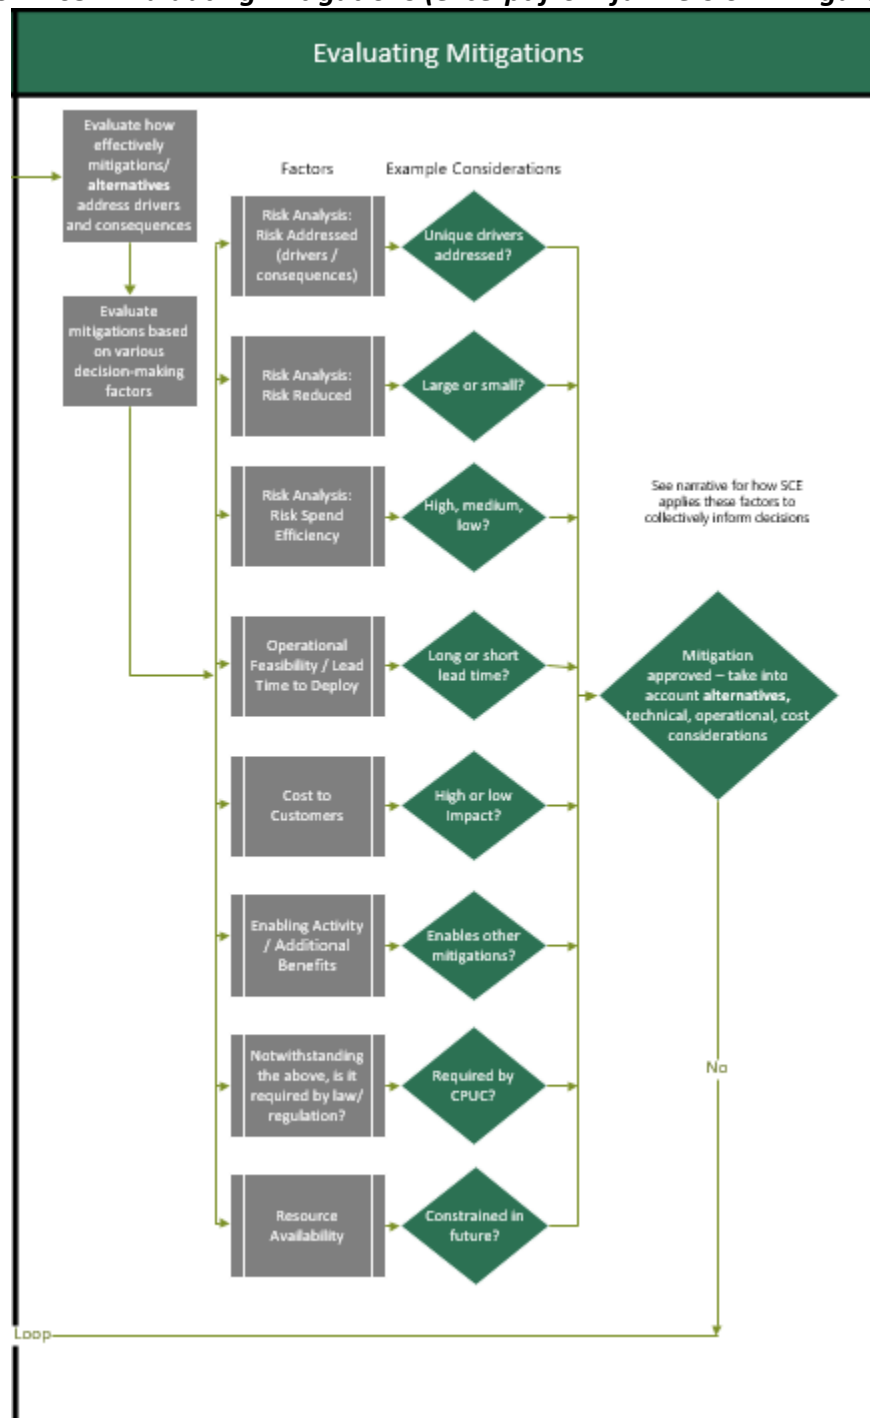 Evaluating Mitigations
Evaluate how
effectively
mitigations/
alternatives
address drivers
and consequences
Evaluate
mitigations based
on various
decision-making
factors
Factors
Example Considerations
Risk Analysis:
Risk Addressed
(drivers /
consequences)
Unique drivers
addressed?
Risk Analysis:
Risk Reduced
Large or small?
Risk Analysis:
Risk Spend
Efficiency
High, medium,
low?
Operational
Feasibility / Lead
Time to Deploy
Long or short
lead time?
Cost to
Customers
High or low
Impact?
Enabling Activity
/ Additional
Benefits
Enables other
mitigations?
Notwithstanding
the above, is it
required by law/
regulation?
Required by
CPUC?
Resource
Availability
Constrained in
future?
See narrative for how SCE
applies these factors to
collectively inform decisions
Mitigation
approved – take into
account alternatives,
technical, operational, cost
considerations
No
Loop